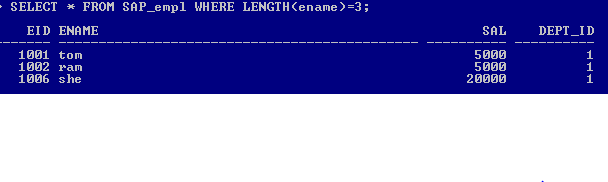 > SELECT * FROM SAP_empl WHERE LENGTH(ename)=3;
EID ENAME SAL DEPT_ID
1001 tom 5000 1
1002 ram 5000 1
1006 she 20000 1